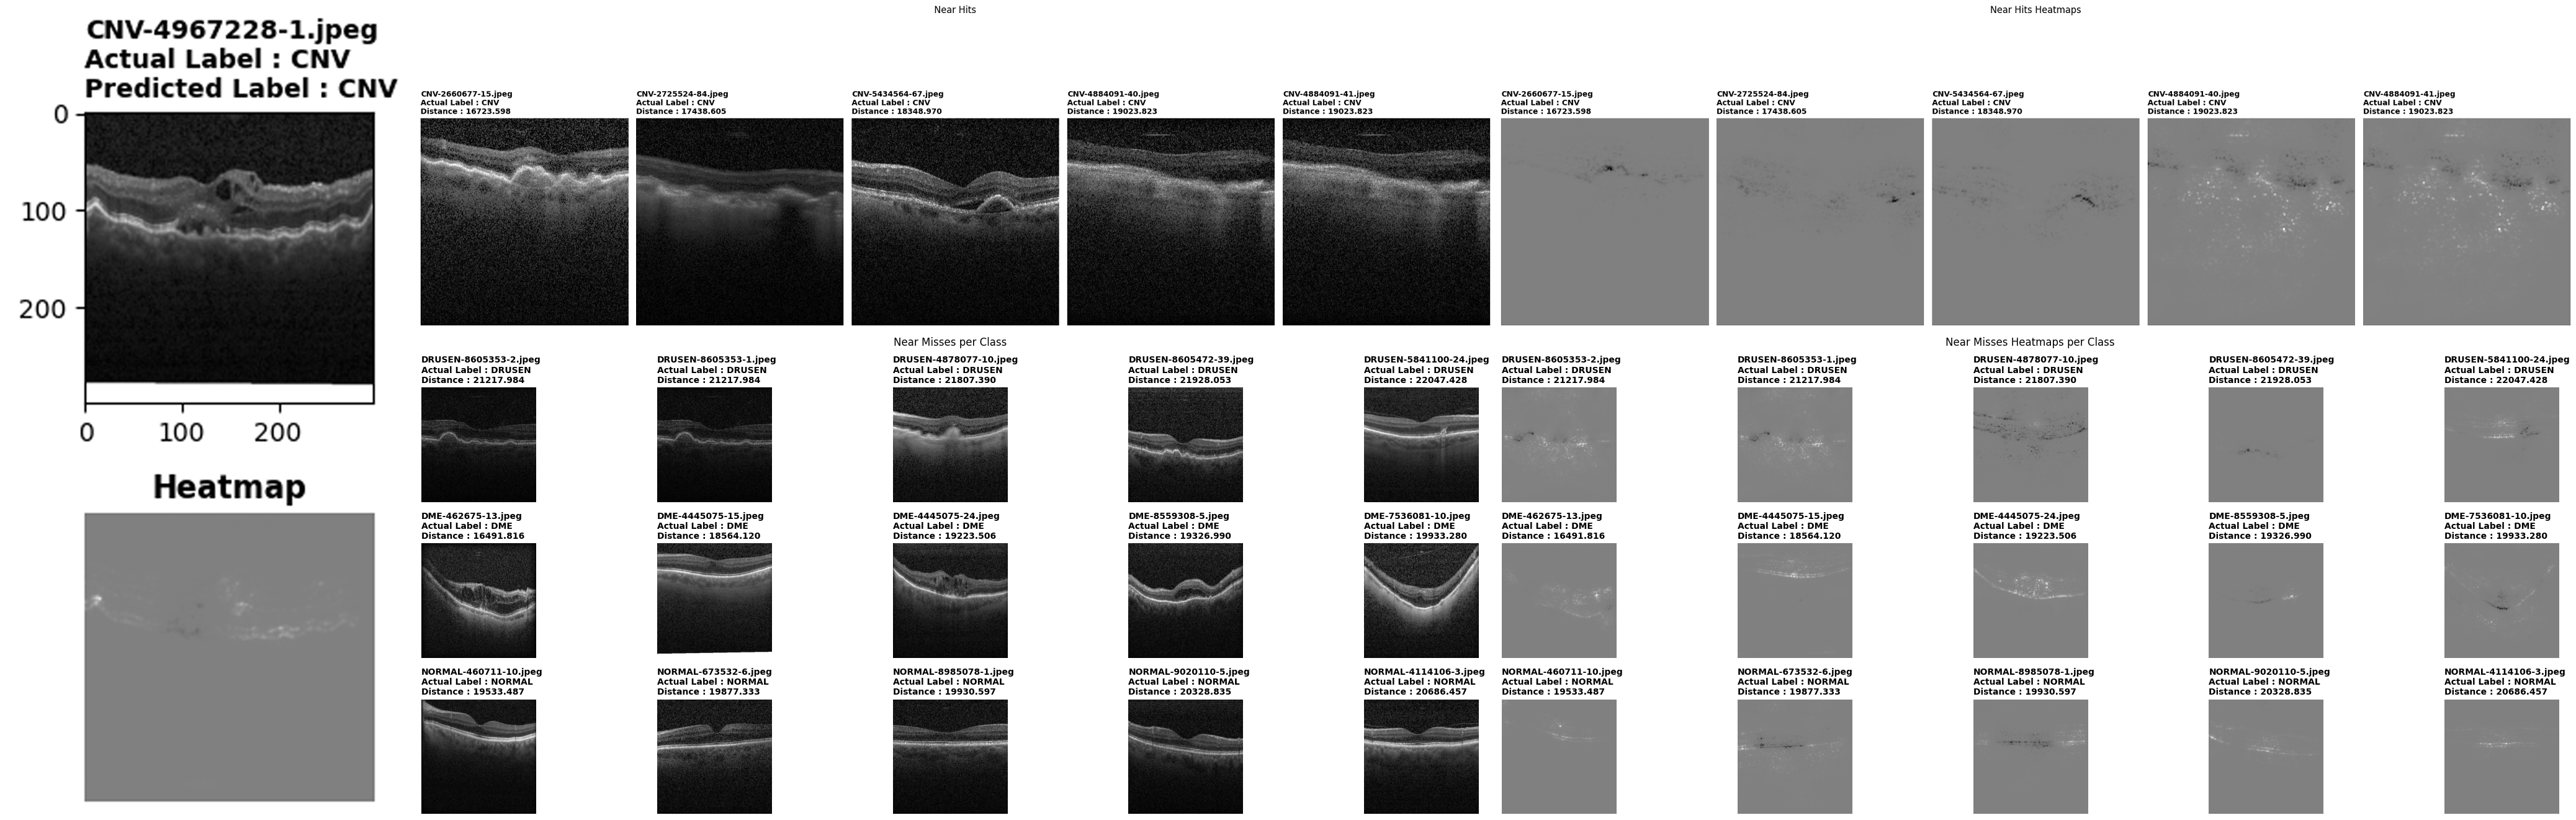 CNV-4967228-1.jpeg
Actual Label : CNV
Predicted Label : CNV
0
100
200
0
100
200
Heatmap
Near Hits
CNV-2660677-15.jpeg
Actual Label : CNV
Distance : 16723.598
CNV-2725524-84.jpeg
Actual Label : CNV
Distance : 17438.605
CNV-5434564-67.jpeg
Actual Label : CNV
Distance : 18348.970
CNV-4884091-40.jpeg
Actual Label : CNV
Distance : 19023.823
CNV-4884091-41.jpeg
Actual Label : CNV
Distance : 19023.823
Near Hits Heatmaps
CNV-2660677-15.jpeg
Actual Label : CNV
Distance : 16723.598
CNV-2725524-84.jpeg
Actual Label : CNV
Distance : 17438.605
CNV-5434564-67.jpeg
Actual Label : CNV
Distance : 18348.970
CNV-4884091-40.jpeg
Actual Label : CNV
Distance : 19023.823
CNV-4884091-41.jpeg
Actual Label : CNV
Distance : 19023.823
Near Misses per Class
DRUSEN-8605353-2.jpeg
Actual Label : DRUSEN
Distance : 21217.984
DRUSEN-8605353-1.jpeg
Actual Label : DRUSEN
Distance : 21217.984
DRUSEN-4878077-10.jpeg
Actual Label : DRUSEN
Distance : 21807.390
DRUSEN-8605472-39.jpeg
Actual Label : DRUSEN
Distance : 21928.053
DRUSEN-5841100-24.jpeg
Actual Label : DRUSEN
Distance : 22047.428
DME-462675-13.jpeg
Actual Label : DME
Distance : 16491.816
DME-4445075-15.jpeg
Actual Label : DME
Distance : 18564.120
DME-4445075-24.jpeg
Actual Label : DME
Distance : 19223.506
DME-8559308-5.jpeg
Actual Label : DME
Distance : 19326.990
DME-7536081-10.jpeg
Actual Label : DME
Distance : 19933.280
NORMAL-460711-10.jpeg
Actual Label : NORMAL
Distance : 19533.487
NORMAL-673532-6.jpeg
Actual Label : NORMAL
Distance : 19877.333
NORMAL-8985078-1.jpeg
Actual Label : NORMAL
Distance : 19930.597
NORMAL-9020110-5.jpeg
Actual Label : NORMAL
Distance : 20328.835
NORMAL-4114106-3.jpeg
Actual Label : NORMAL
Distance : 20686.457
Near Misses Heatmaps per Class
DRUSEN-8605353-2.jpeg
Actual Label : DRUSEN
Distance : 21217.984
DRUSEN-8605353-1.jpeg
Actual Label : DRUSEN
Distance : 21217.984
DRUSEN-4878077-10.jpeg
Actual Label : DRUSEN
Distance : 21807.390
DRUSEN-8605472-39.jpeg
Actual Label : DRUSEN
Distance : 21928.053
DRUSEN-5841100-24.jpeg
Actual Label : DRUSEN
Distance : 22047.428
DME-462675-13.jpeg
Actual Label : DME
Distance : 16491.816
DME-4445075-15.jpeg
Actual Label : DME
Distance : 18564.120
DME-4445075-24.jpeg
Actual Label : DME
Distance : 19223.506
DME-8559308-5.jpeg
Actual Label : DME
Distance : 19326.990
DME-7536081-10.jpeg
Actual Label : DME
Distance : 19933.280
NORMAL-460711-10.jpeg
Actual Label : NORMAL
Distance : 19533.487
NORMAL-673532-6.jpeg
Actual Label : NORMAL
Distance : 19877.333
NORMAL-8985078-1.jpeg
Actual Label : NORMAL
Distance : 19930.597
NORMAL-9020110-5.jpeg
Actual Label : NORMAL
Distance : 20328.835
NORMAL-4114106-3.jpeg
Actual Label : NORMAL
Distance : 20686.457